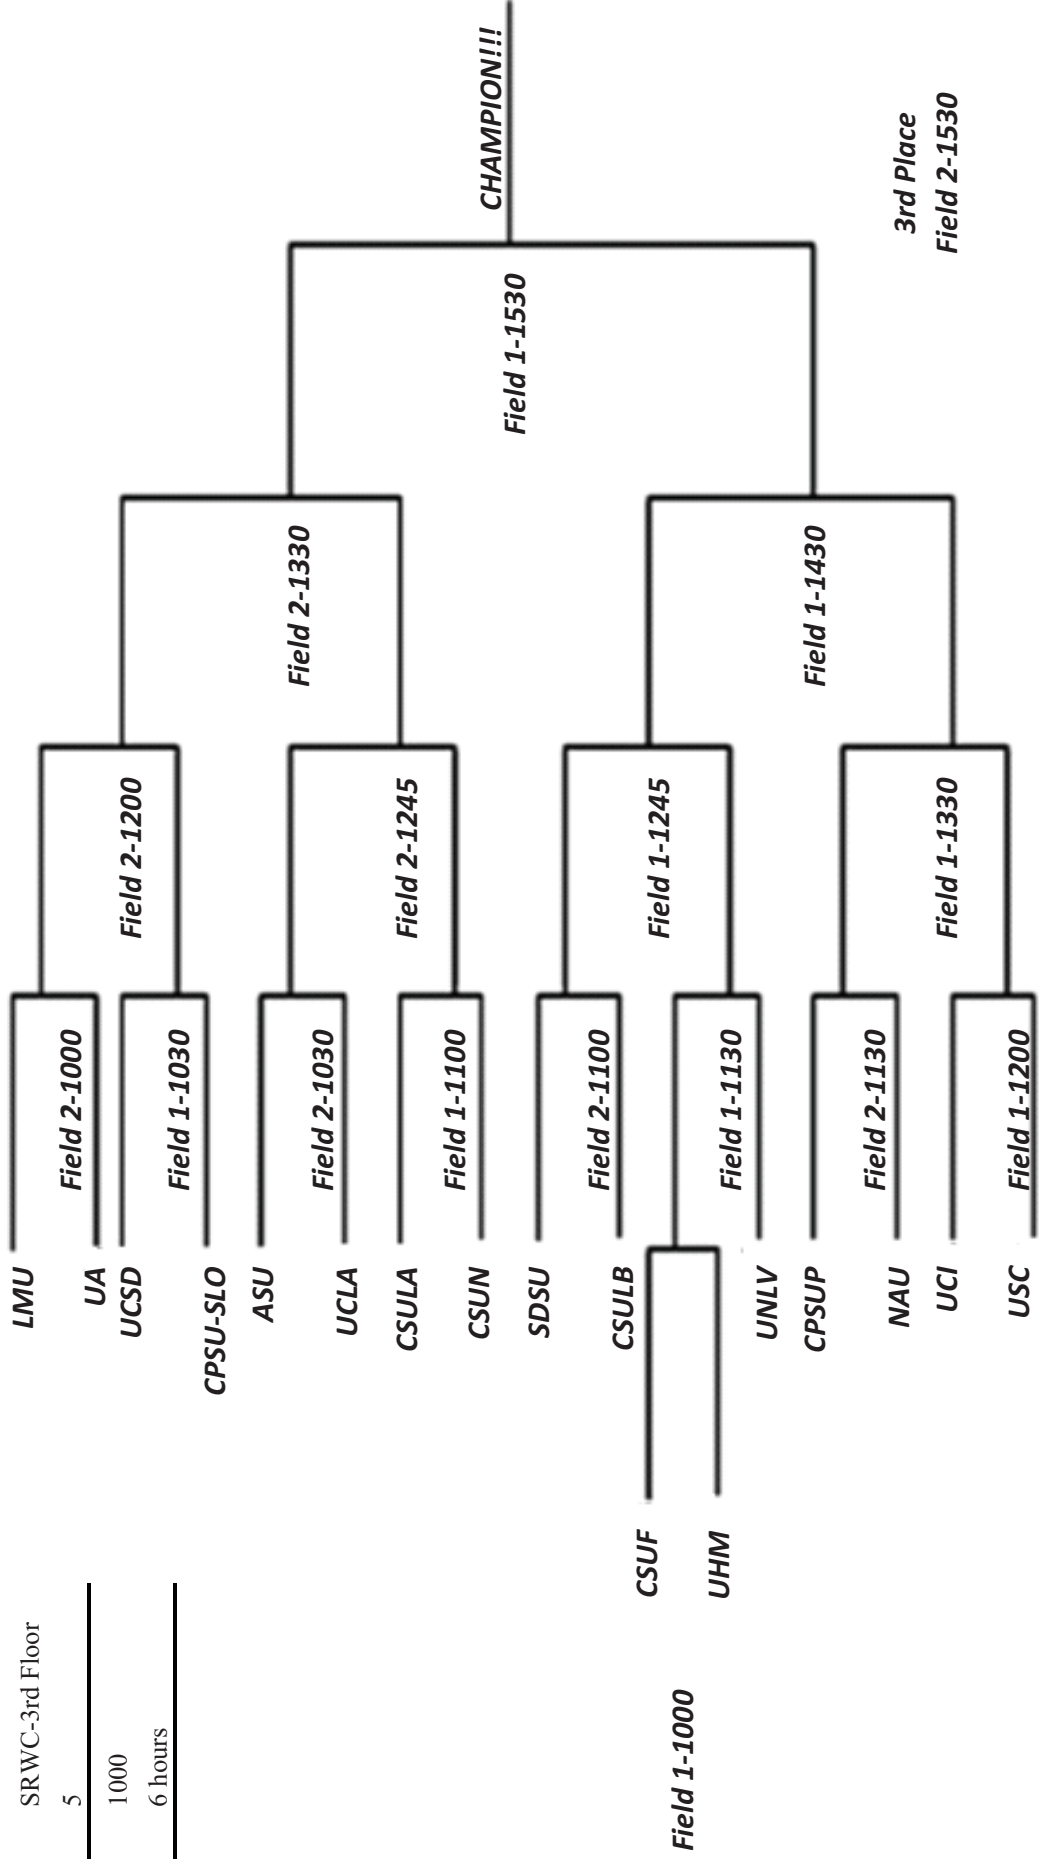 SRWC-3rd Floor
5
1000
6 hours
Field 1-1000
CSUF
UHM
LMU
UA
UCSD
CPSU-SLO
ASU
UCLA
CSULA
CSUN
SDSU
CSULB
UNLV
CPSUP
NAU
UCI
USC
Field 2-1000
Field 1-1030
Field 2-1030
Field 1-1100
Field 2-1100
Field 1-1130
Field 2-1130
Field 1-1200
Field 2-1200
Field 2-1245
Field 1-1245
Field 1-1330
Field 2-1330
Field 1-1430
Field 1-1530
CHAMPION!!!
3rd Place
Field 2-1530